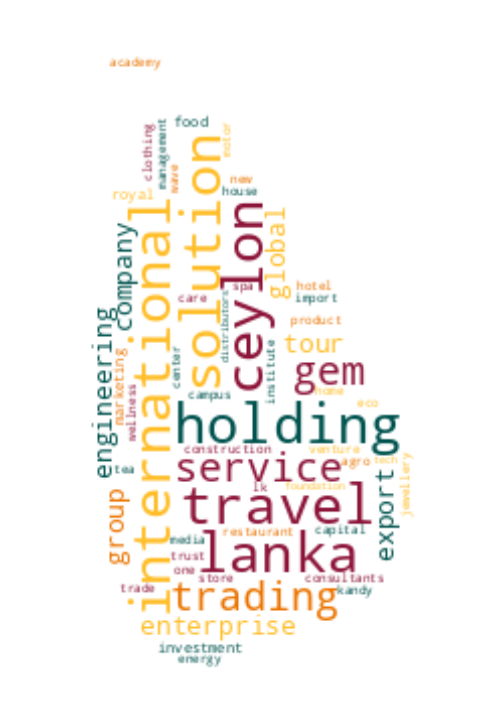 academy
food
clothing
management
motor
wave
new
house
royal
international
solution
ceylon
global
company
spa
hotel
import
care
distributors
product
engineering
tour
marketing
center
institute
gem
wellness
campus
home
eco
holding
construction
venture
service
agro
tech
tea
lk
foundation
jewellery
travel
export
group
restaurant
capital
media
lanka
trust
one
store
consultants
trade
trading
kandy
enterprise
investment
energy